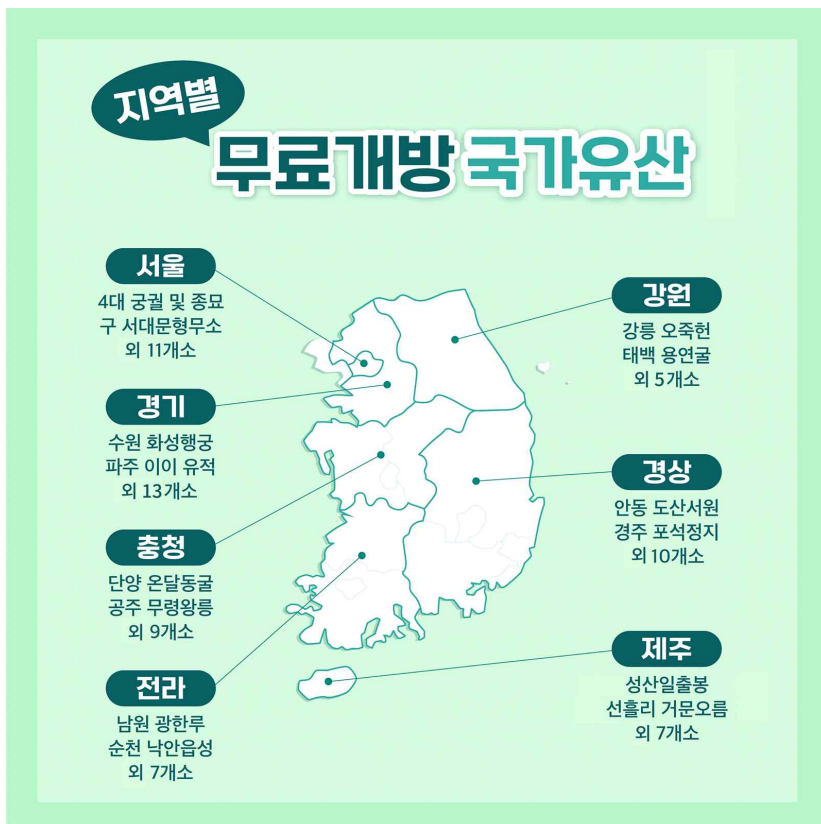 지역별
무료개방 국가유산
서울
4대 궁궐 및 종묘
구 서대문형무소
외 11개소
경기
수원 화성행궁
파주 이이 유적
외 13개소
충청
단양 온달동굴
공주 무령왕릉
외 9개소
전라
남원 광한루
순천 낙안읍성
외 7개소
강원
강릉 오죽헌
태백 용연굴
외 5개소
경상
안동 도산서원
경주 포석정지
외 10개소
제주
성산일출봉
선흘리 거문오름
외 7개소